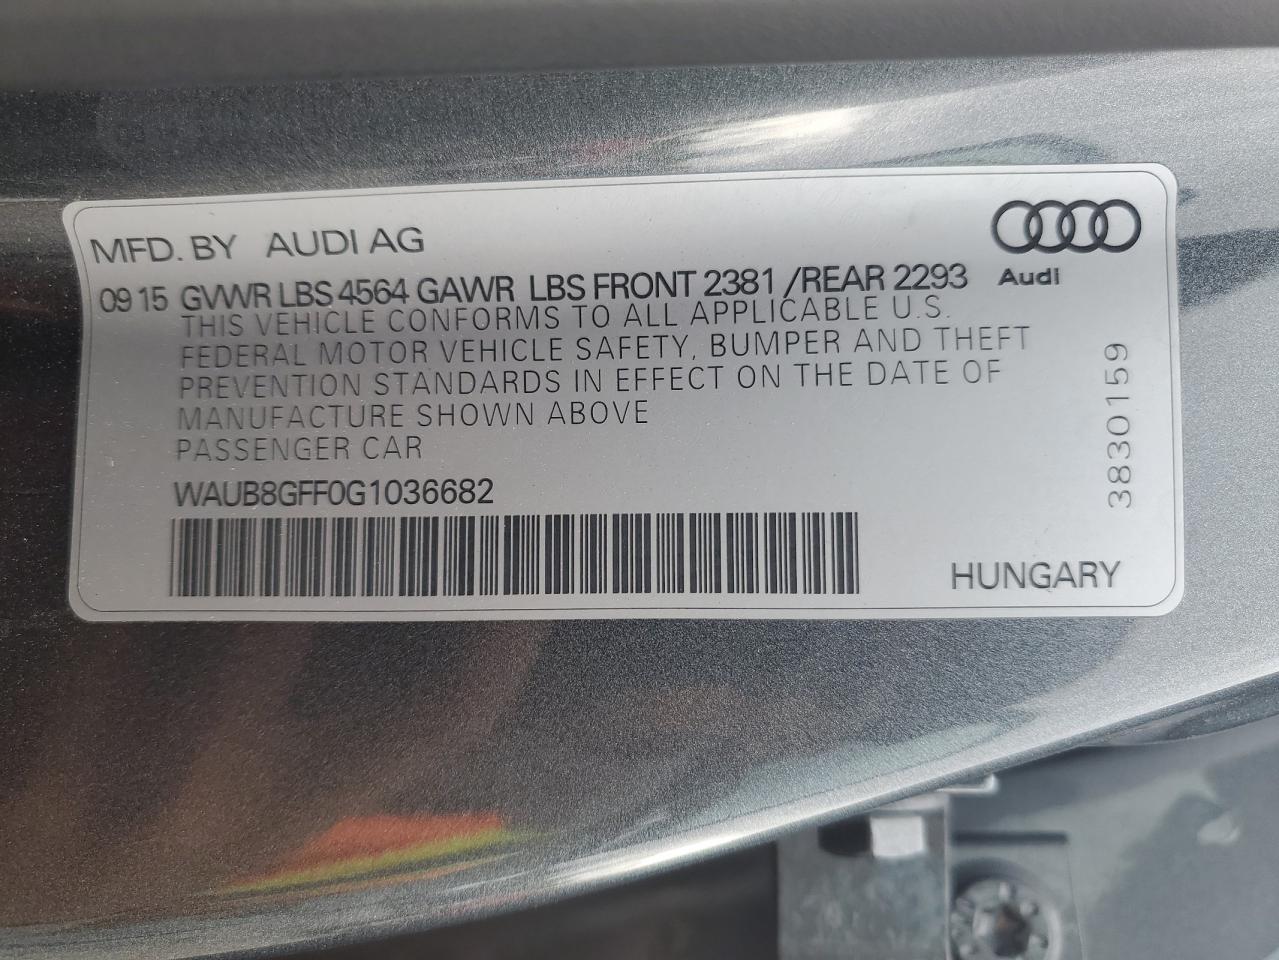 MFD. BY AUDI AG
Audi
09 15 GVWR LBS 4564 GAWR LBS FRONT 2381 /REAR 2293
THIS VEHICLE CONFORMS TO ALL APPLICABLE U.S.
FEDERAL MOTOR VEHICLE SAFETY, BUMPER AND THEFT
PREVENTION STANDARDS IN EFFECT ON THE DATE OF
MANUFACTURE SHOWN ABOVE
PASSENGER CAR
WAUB8GFF0G1036682
3830159
HUNGARY